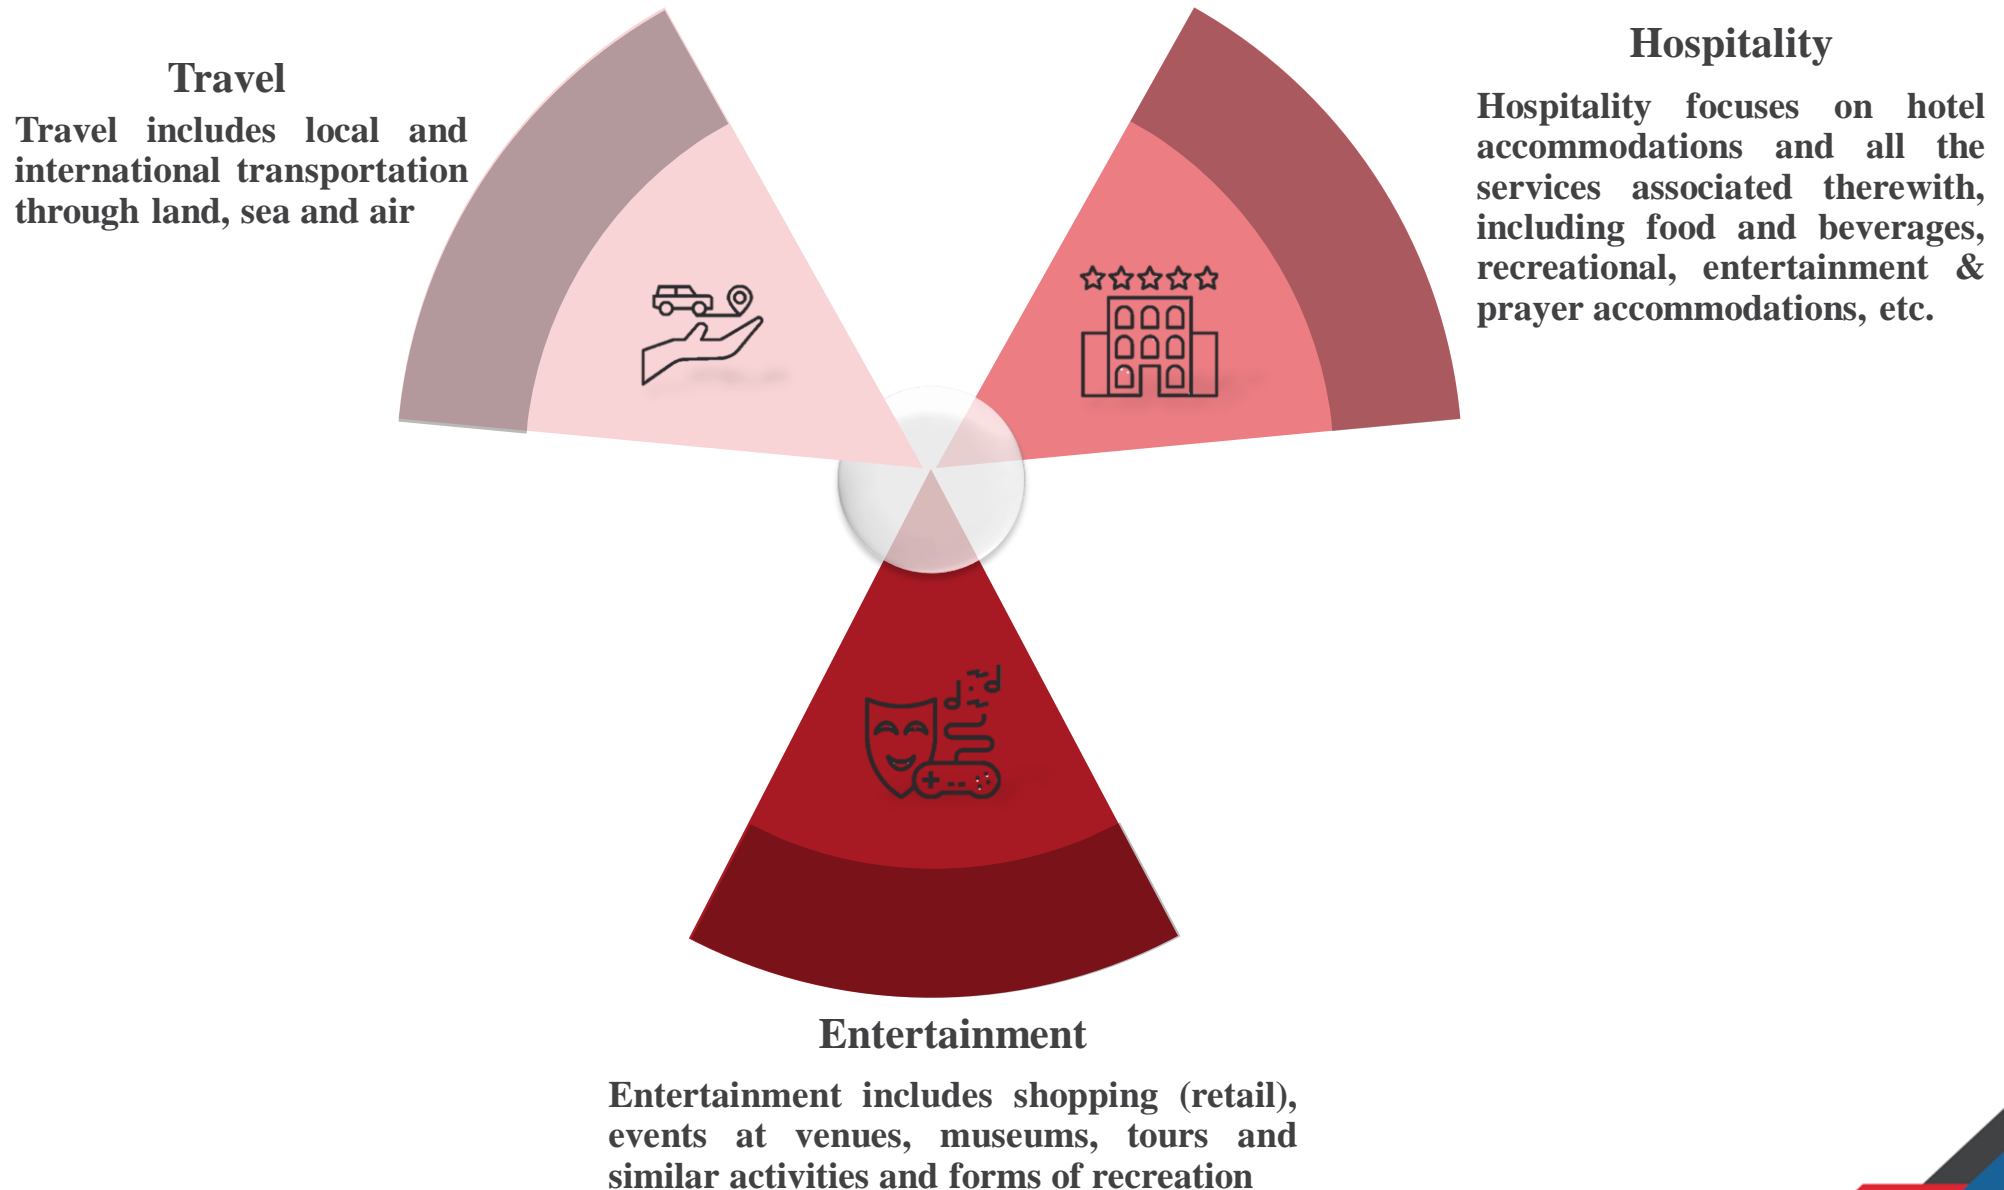 Travel
Travel includes local and
international transportation
through land, sea and air
Hospitality
Hospitality focuses on hotel
accommodations and all the
services associated therewith,
including food and beverages,
recreational, entertainment &
prayer accommodations, etc.
Entertainment
Entertainment includes shopping (retail),
events at venues, museums, tours and
similar activities and forms of recreation